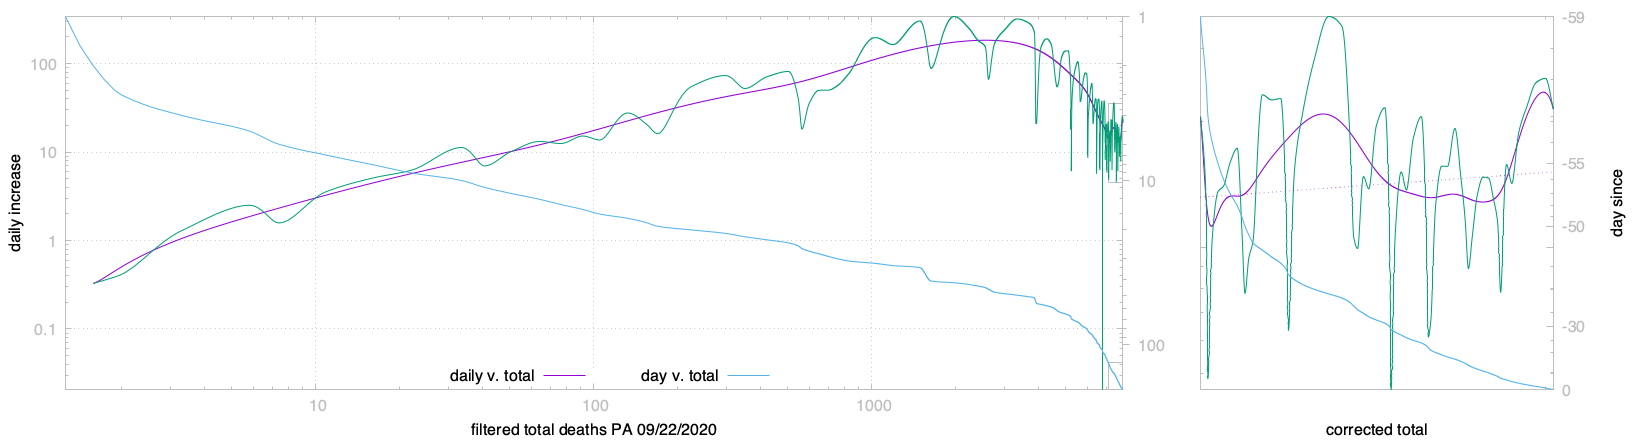 daily increase
100
10
1
0.1
10
100
1000
1
10
100
daily v. total
day v. total
filtered total deaths PA 09/22/2020
-59
-55
-50
-30
0
day since
corrected total